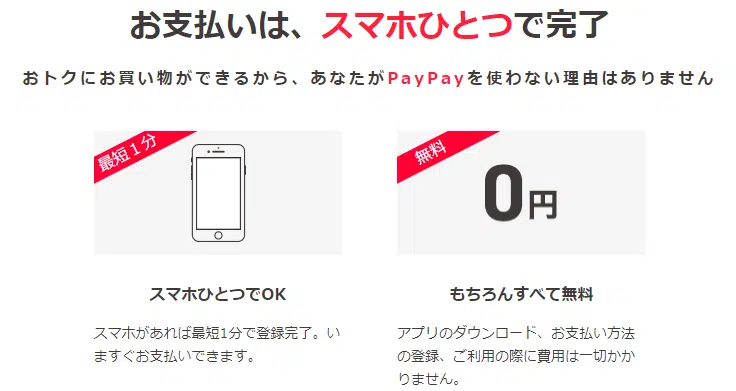 お支払いは、スマホひとつで完了
おトクにお買い物ができるから、あなたがPayPayを使わない理由はありません
最短１分
無料
0円
スマホひとつでOK
スマホがあれば最短1分で登録完了。い
ますぐお支払いできます。
もちろんすべて無料
アプリのダウンロード、お支払い方法
の登録、ご利用の際に費用は一切かか
りません。